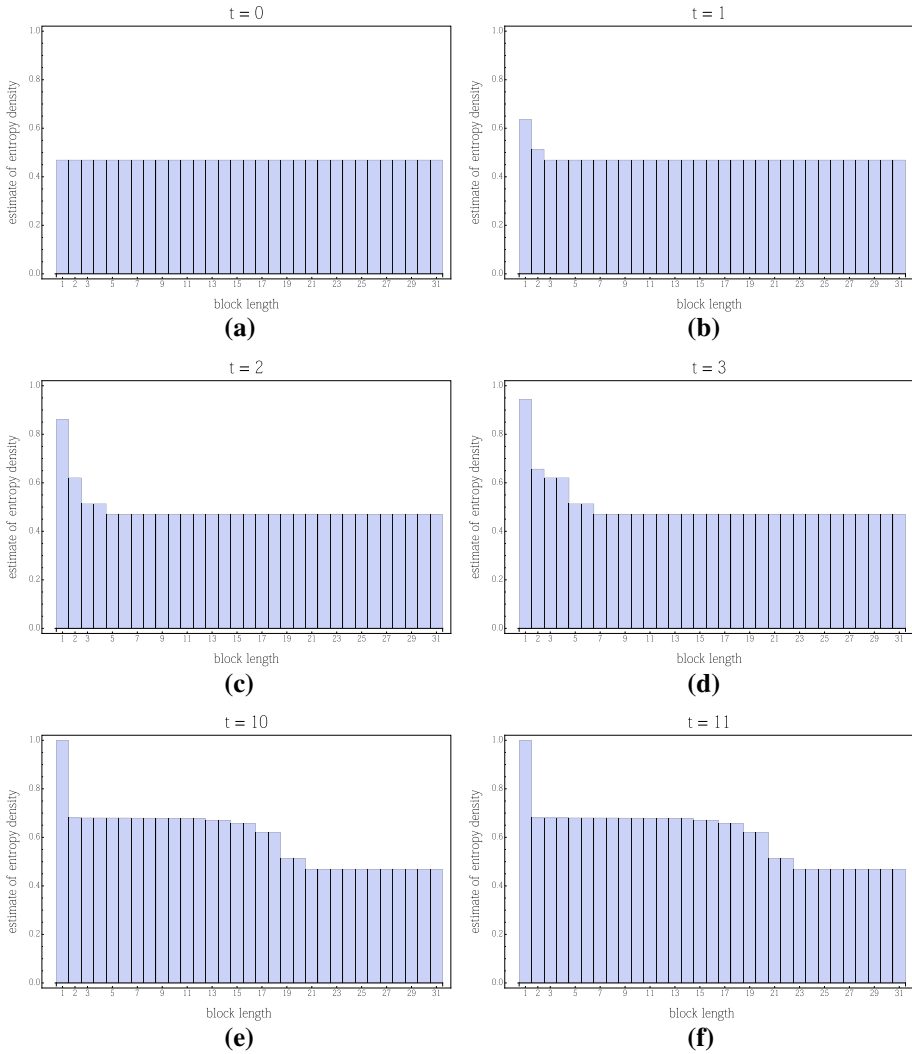 t = 0
estimate of entropy density
1.0
0.8
0.6
0.4
0.2
0.0
1 2 3 5 7 9 11 13 15 17 19 21 23 25 27 29 31
block length
(a)
t = 1
estimate of entropy density
1.0
0.8
0.6
0.4
0.2
0.0
1 2 3 5 7 9 11 13 15 17 19 21 23 25 27 29 31
block length
(b)
t = 2
estimate of entropy density
1.0
0.8
0.6
0.4
0.2
0.0
1 2 3 5 7 9 11 13 15 17 19 21 23 25 27 29 31
block length
(c)
t = 3
estimate of entropy density
1.0
0.8
0.6
0.4
0.2
0.0
1 2 3 5 7 9 11 13 15 17 19 21 23 25 27 29 31
block length
(d)
t = 10
estimate of entropy density
1.0
0.8
0.6
0.4
0.2
0.0
1 2 3 5 7 9 11 13 15 17 19 21 23 25 27 29 31
block length
(e)
t = 11
estimate of entropy density
1.0
0.8
0.6
0.4
0.2
0.0
1 2 3 5 7 9 11 13 15 17 19 21 23 25 27 29 31
block length
(f)